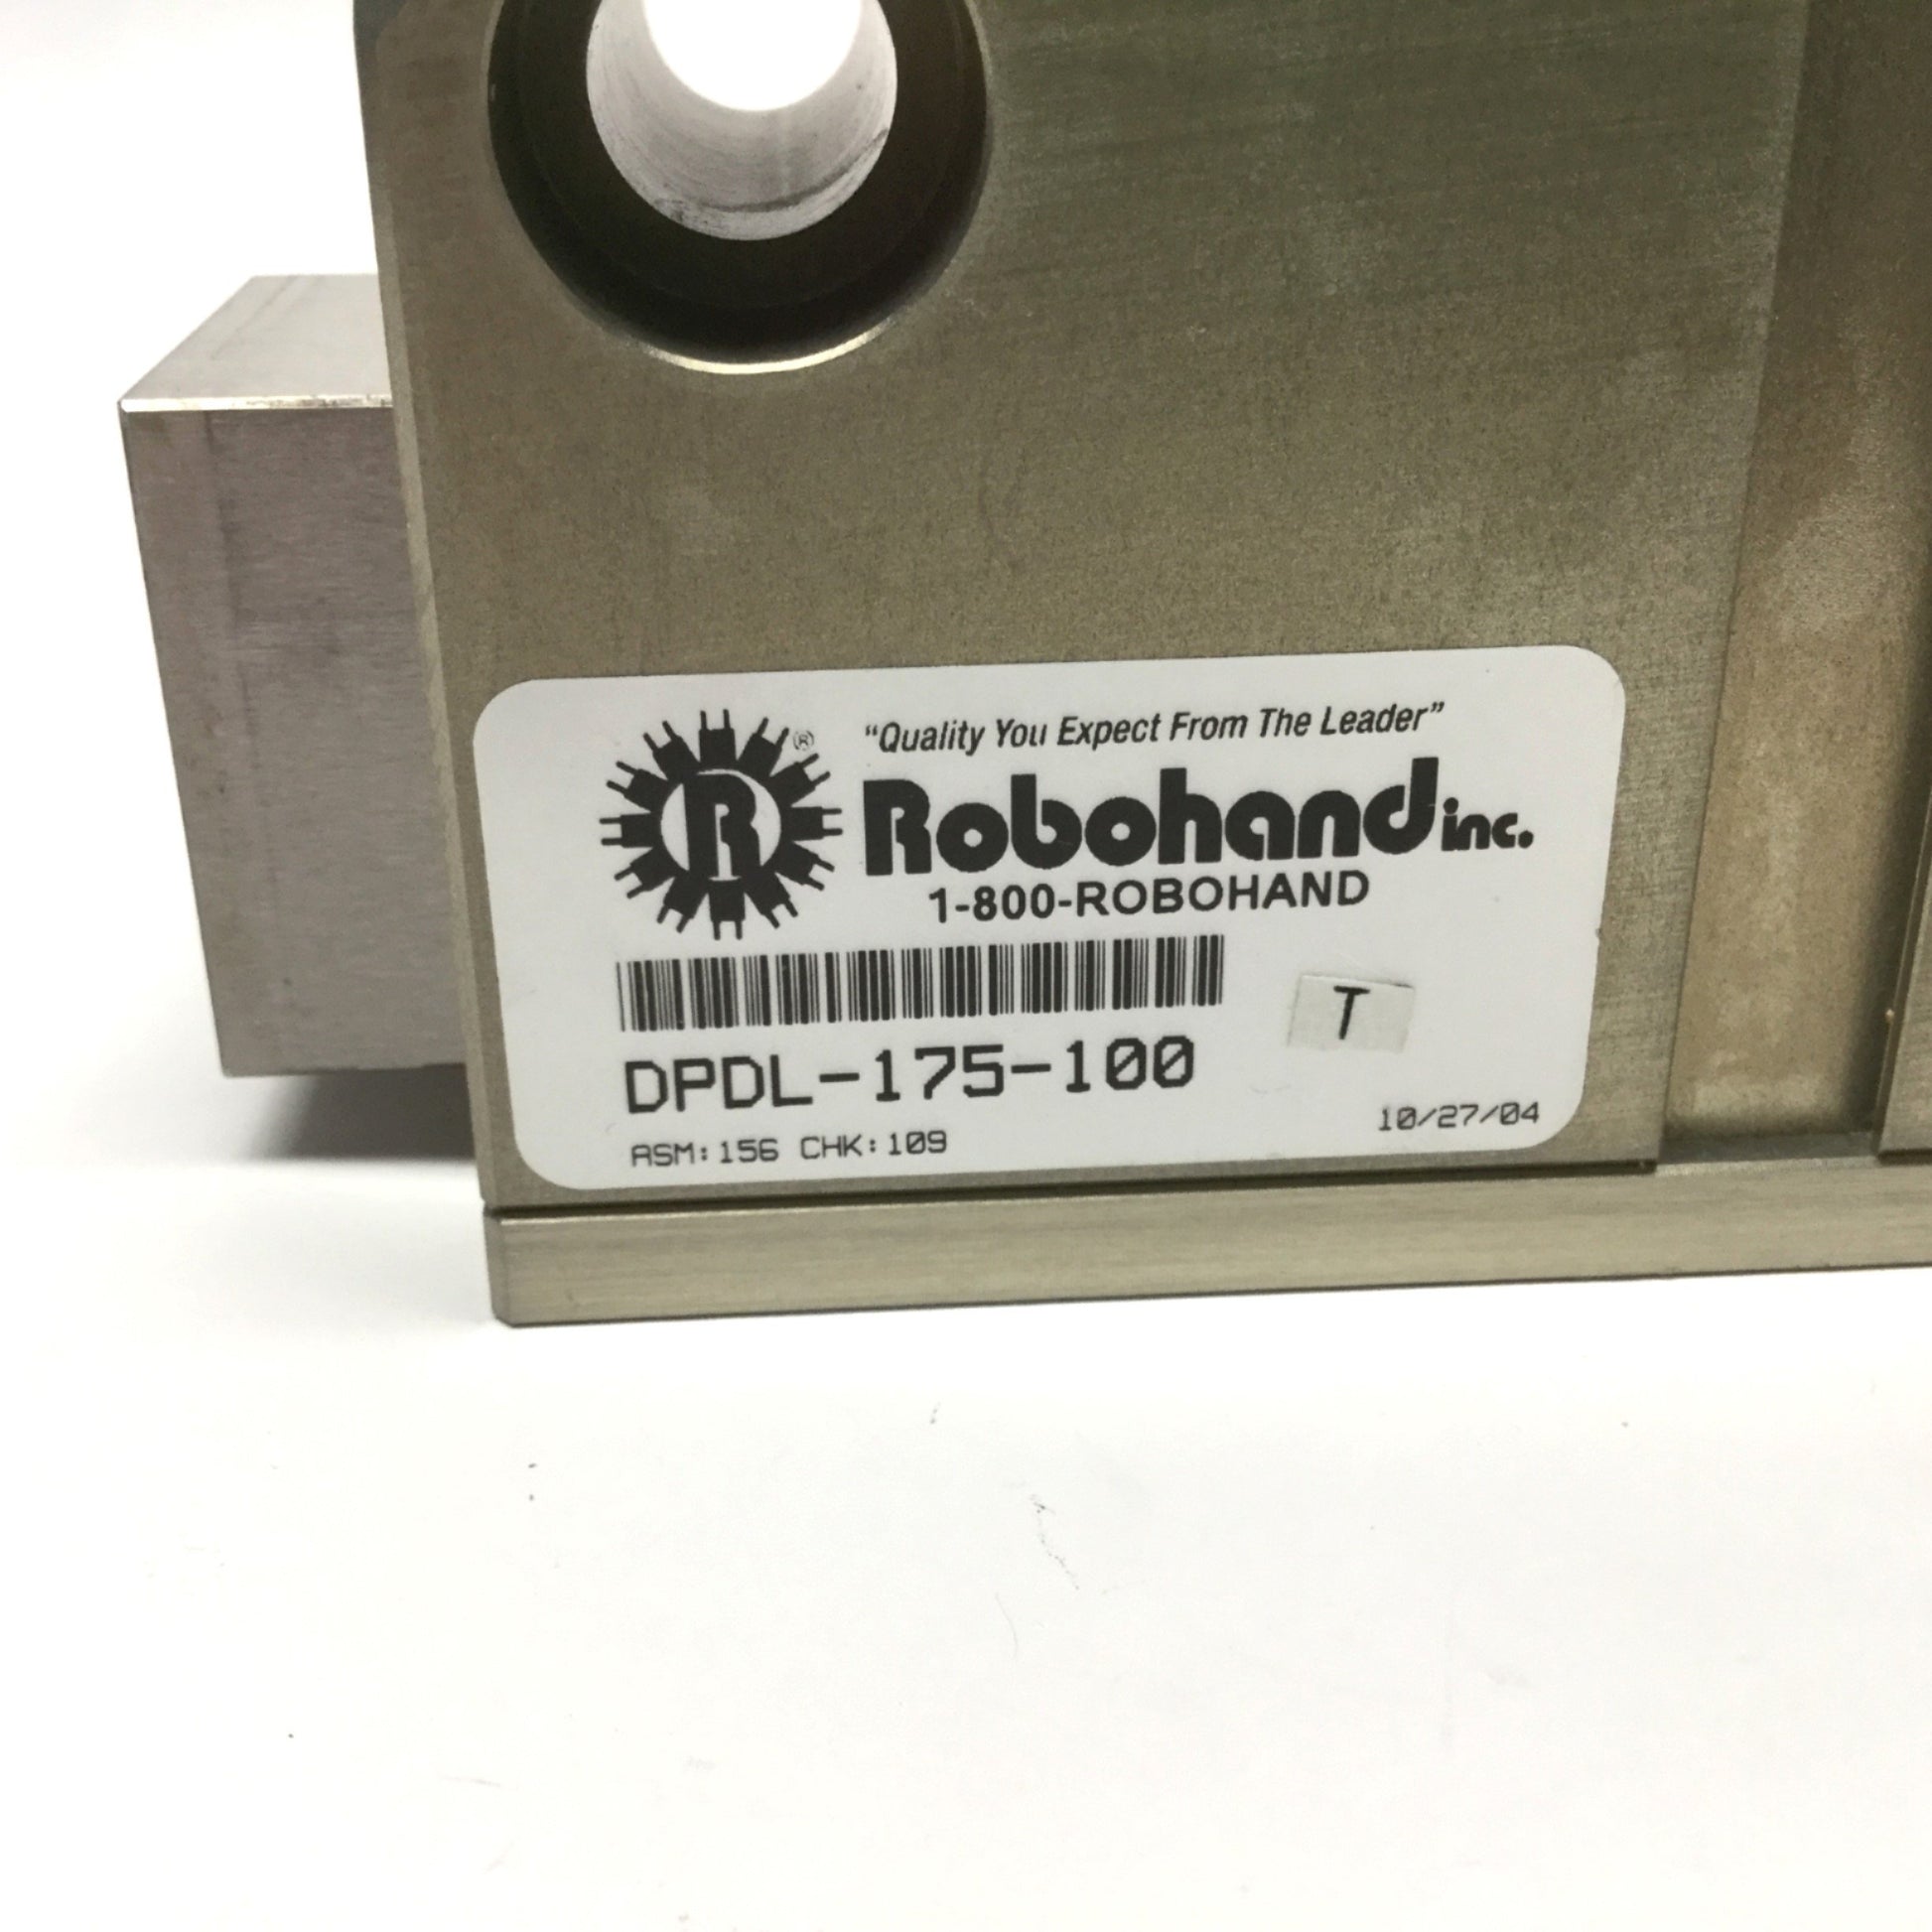 R
®
"Quality You Expect From The Leader"
Robohand inc.
1-800-ROBOHAND
T
DPDL-175-100
ASM:156 CHK:109
10/27/04